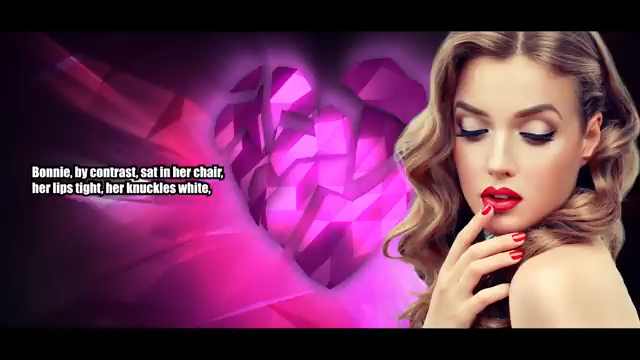 Bonnie, by contrast, sat in her chair,
her lips tight, her knuckles white,